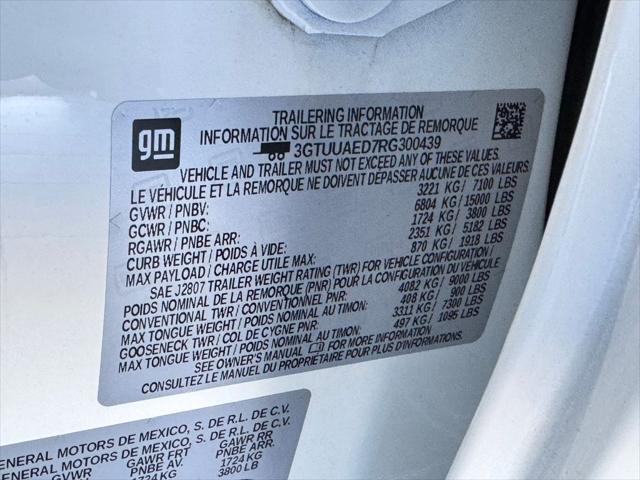 gm
TRAILERING INFORMATION
INFORMATION SUR LE TRACTAGE DE REMORQUE
3GTUUAED7RG300439
VEHICLE AND TRAILER MUST NOT EXCEED ANY OF THESE VALUES.
LE VÉHICULE ET LA REMORQUE NE DOIVENT DÉPASSER AUCUNE DE CES VALEURS.
GVWR / PNBV: 3221 KG/ 7100 LBS
GCWR / PNBC: 6804 KG/ 15000 LBS
RGAWR / PNBE ARR: 1724 KG/ 3800 LBS
CURB WEIGHT / POIDS À VIDE: 2351 KG/ 5182 LBS
MAX PAYLOAD / CHARGE UTILE MAX: 870 KG/ 1918 LBS
SAE J2807 TRAILER WEIGHT RATING (TWR) FOR VEHICLE CONFIGURATION/
POIDS NOMINAL DE LA REMORQUE (PNR) POUR LA CONFIGURATION DU VÉHICULE
CONVENTIONAL TWR / CONVENTIONNEL PNR: 4082 KG/ 9000 LBS
MAX TONGUE WEIGHT / POIDS NOMINAL AU TIMON: 408 KG/ 900 LBS
GOOSENECK TWR / COL DE CYGNE PNR: 3311 KG/ 7300 LBS
MAX TONGUE WEIGHT / POIDS NOMINAL AU TIMON: 497 KG/ 1095 LBS
SEE OWNER'S MANUAL FOR MORE INFORMATION.
CONSULTEZ LE MANUEL DU PROPRIÉTAIRE POUR PLUS D'INFORMATION.
ENERAL MOTORS DE MEXICO, S. DE R.L. DE C.V.
ENERAL MOTORS DE MEXICO, S. DE R.L. DE C.V.
GVWR GAWR FRT GAWR RR
PNBE AV. PNBE AR.
1724 KG 1724 KG
3800 LB